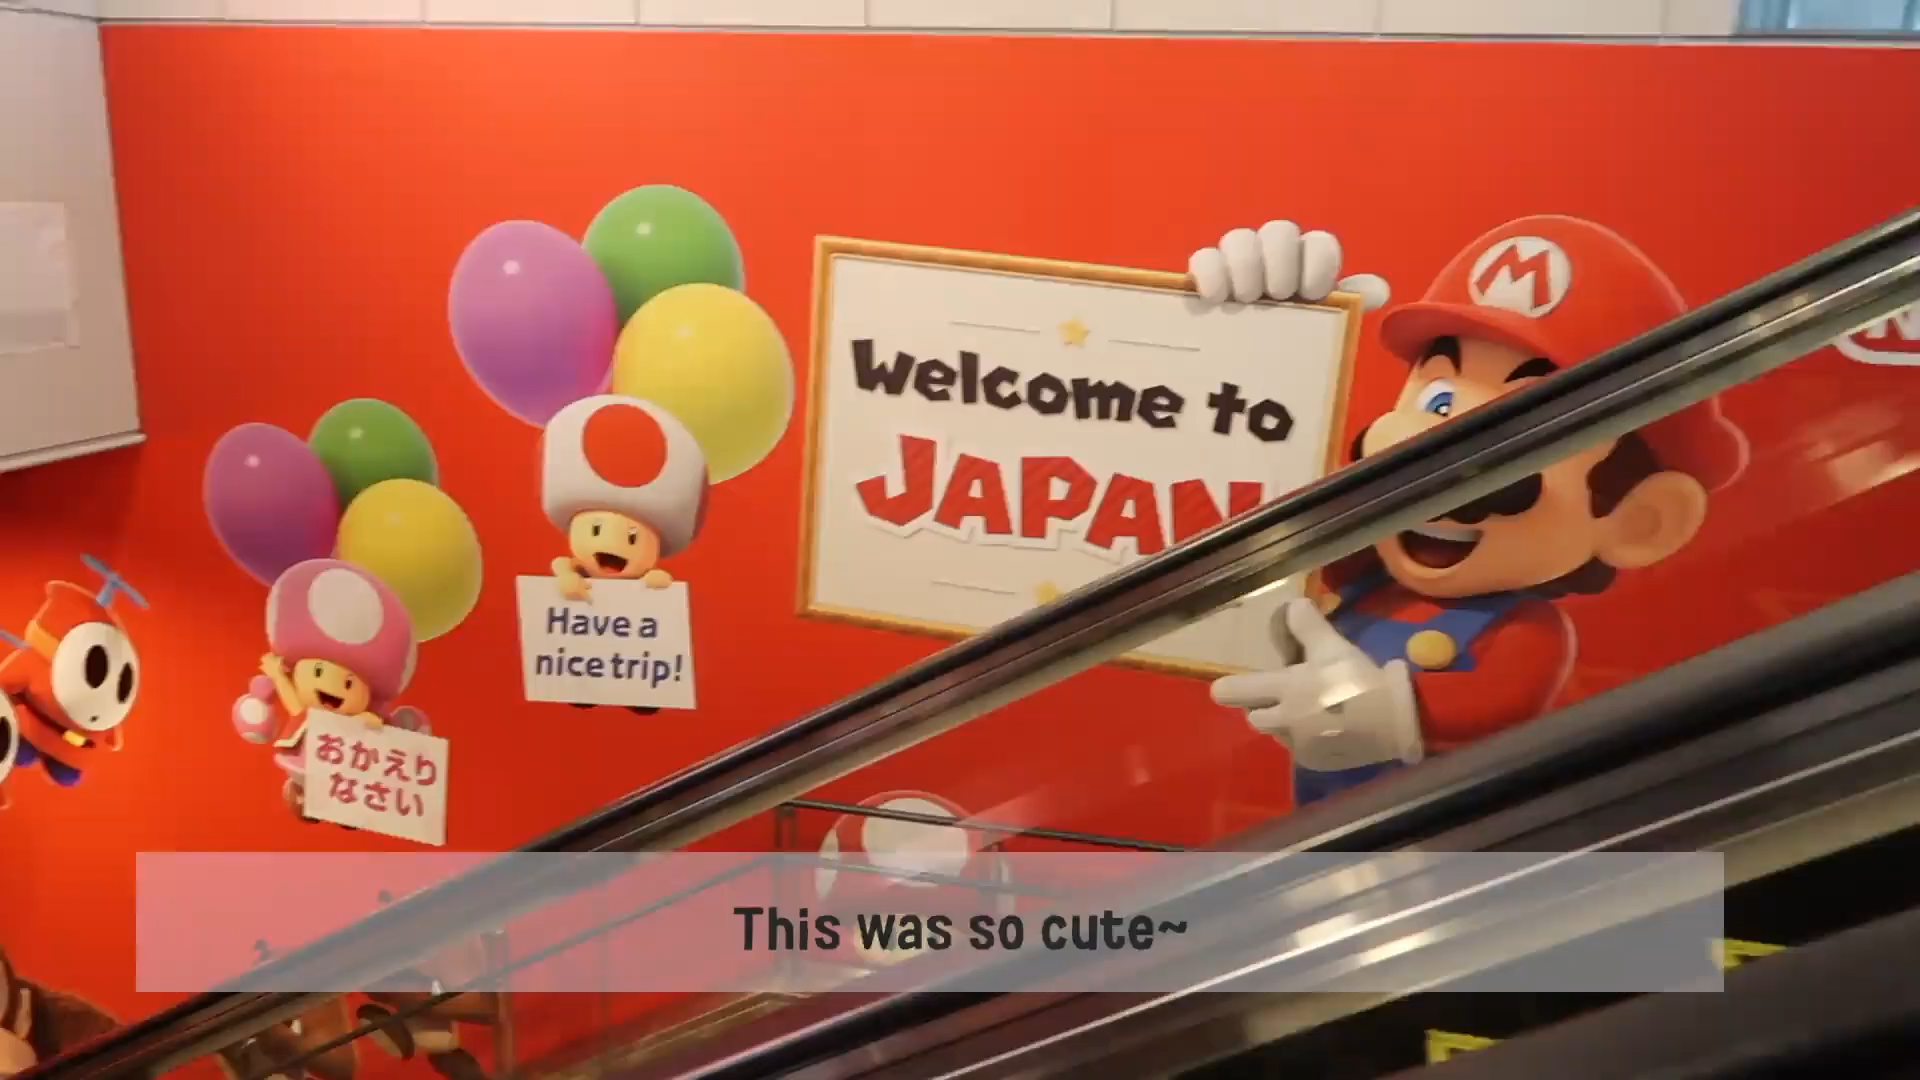 M
Welcome to
JAPAN
Have a
nice trip!
おかえり
なさい
This was so cute~